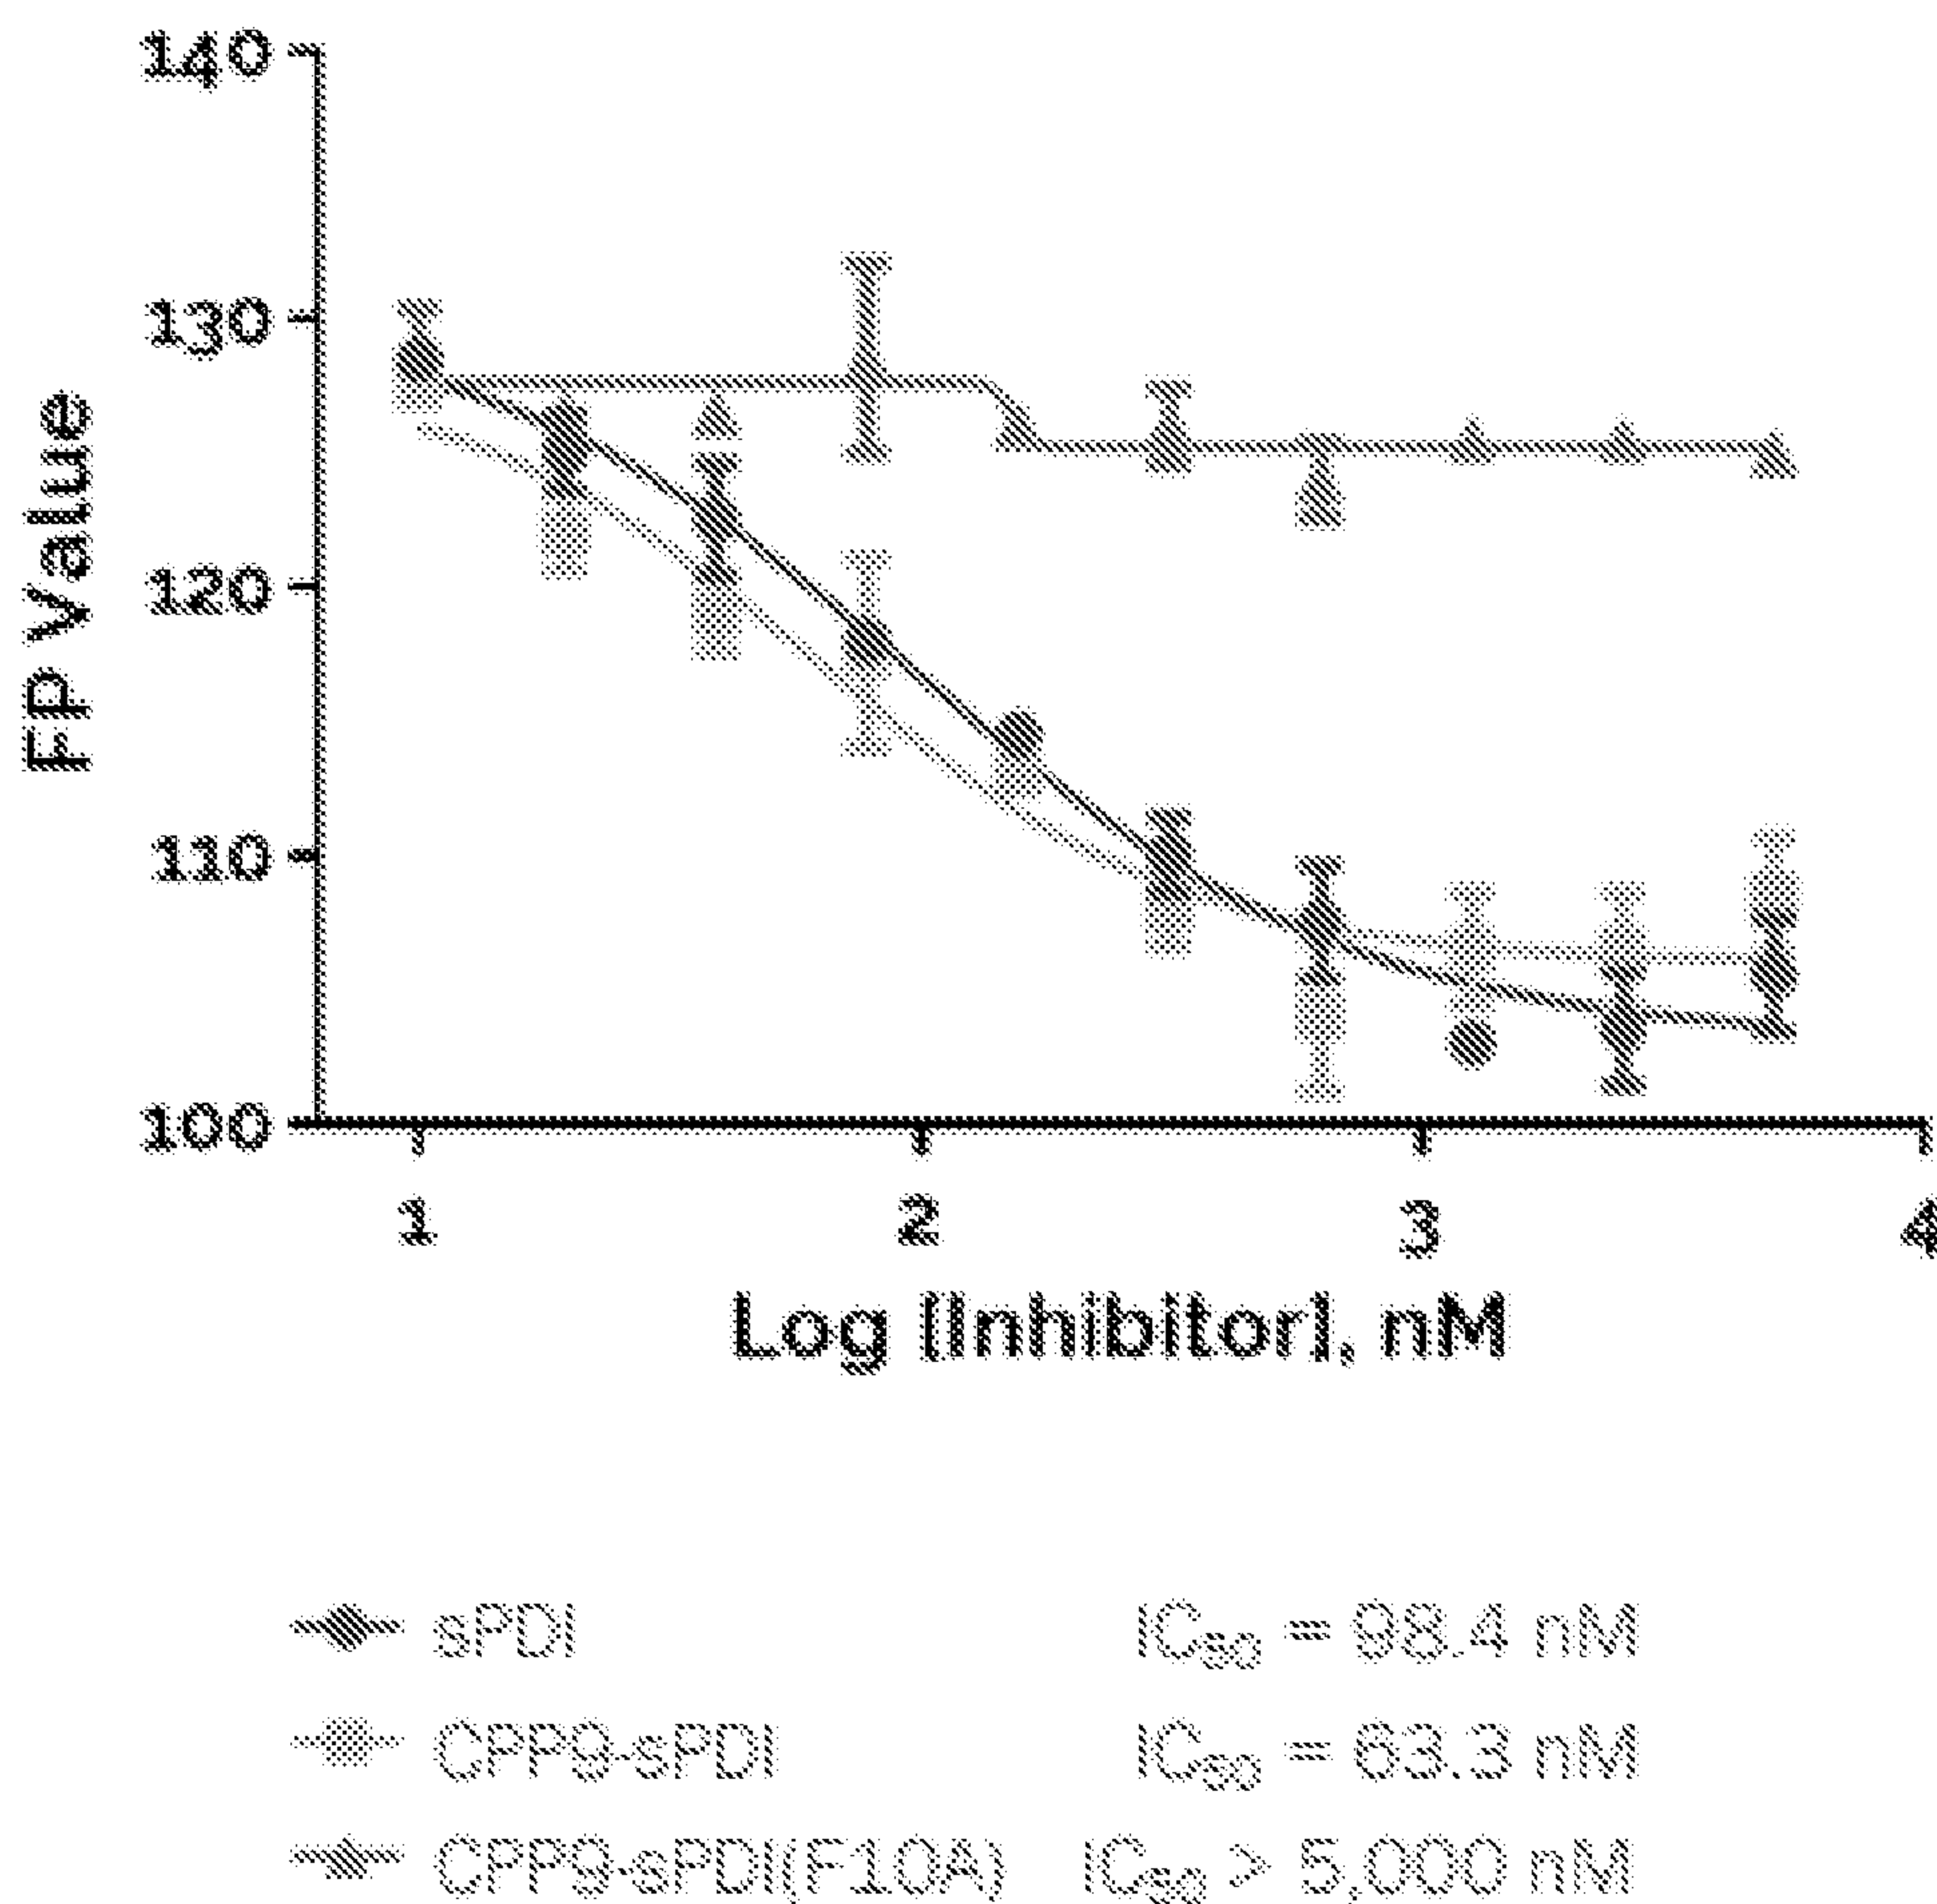 140
130
120
110
100
FP Value
1 2 3 4
Log [Inhibitor], nM
sPDI IC50 = 98.4 nM
CPP9-sPDI IC50 = 63.3 nM
CPP9-sPDI(F10A) IC50 > 5,000 nM